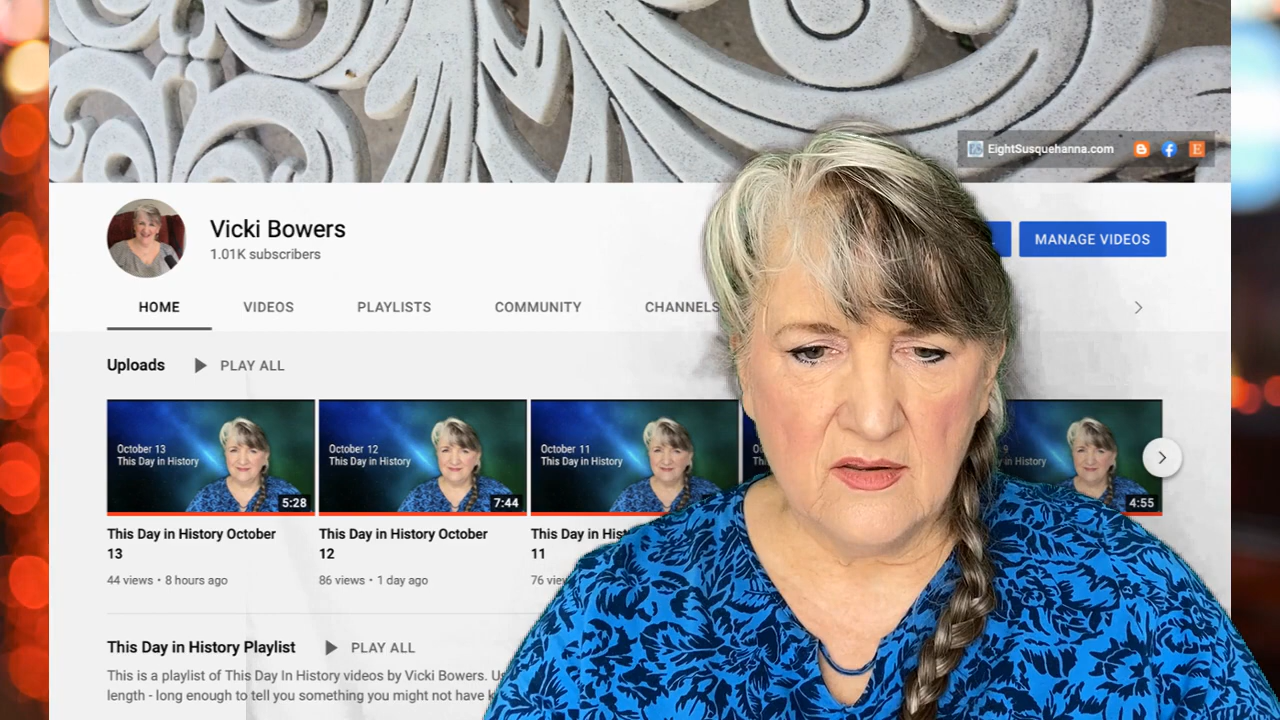 EightSusquehanna.com
Vicki Bowers
1.01K subscribers
MANAGE VIDEOS
HOME VIDEOS PLAYLISTS COMMUNITY CHANNELS
Uploads PLAY ALL
October 13
This Day in History
5:28
October 12
This Day in History
7:44
October 11
This Day in History
in History
4:55
This Day in History October
13
44 views • 8 hours ago
This Day in History October
12
86 views • 1 day ago
This Day in Hist
11
76 view
This Day in History Playlist PLAY ALL
This is a playlist of This Day In History videos by Vicki Bowers.
length - long enough to tell you something you might not have